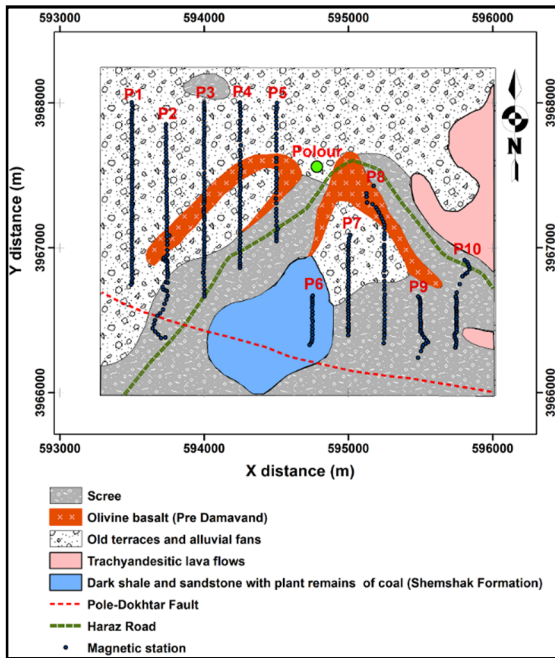 593000 594000 595000 596000
3968000 3968000
P1 P2 P3 P4 P5
Polour
N
P8
3967000 3967000
P7 P10
P6 P9
3966000 3966000
593000 594000 595000 596000
Y distance (m)
X distance (m)
Scree
Olivine basalt (Pre Damavand)
Old terraces and alluvial fans
Trachyandesitic lava flows
Dark shale and sandstone with plant remains of coal (Shemshak Formation)
Pole-Dokhtar Fault
Haraz Road
Magnetic station